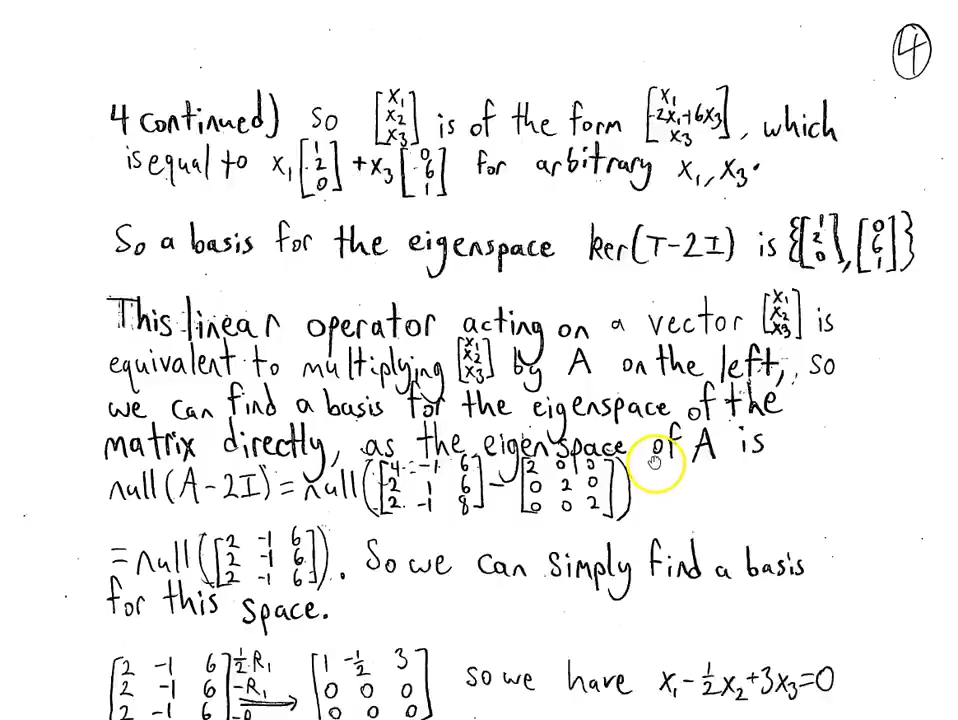 4
4 continued) so [x1 x2 x3] is of the form [x1 2x1+6x3 x3], which
is equal to x1 [1 2 0] + x3 [0 6 1] for arbitrary x1, x3.
So a basis for the eigenspace ker(T-2I) is {[1 2 0], [0 6 1]}
This linear operator acting on a vector [x1 x2 x3] is
equivalent to multiplying [x1 x2 x3] by A on the left, so
we can find a basis for the eigenspace of the
matrix directly, as the eigenspace of A is
null(A-2I) = null([4 -1 6 2 1 6 2 -1 8] - [2 0 0 0 2 0 0 0 2])
= null([2 -1 6 2 -1 6 2 -1 6]). So we can simply find a basis
for this space.
[2 -1 6 2 -1 6 2 -1 6] ½R1 -R1 → [1 -½ 3 0 0 0 0 0 0] so we have x1 - ½x2 + 3x3 = 0